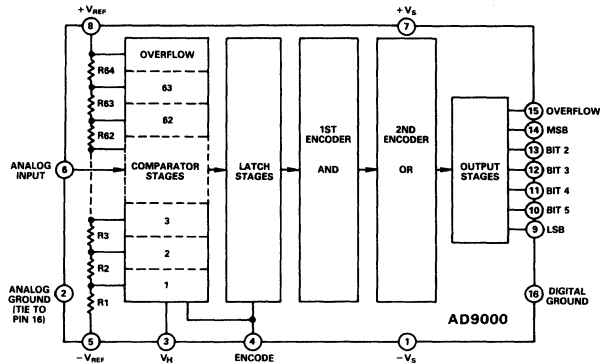 +VREF
+VS
8
7
R64
OVERFLOW
R63
63
R62
62
15 OVERFLOW
14 MSB
13 BIT 2
12 BIT 3
11 BIT 4
10 BIT 5
9 LSB
ANALOG
INPUT
6
COMPARATOR
STAGES
LATCH
STAGES
1ST
ENCODER
AND
2ND
ENCODER
OR
OUTPUT
STAGES
R3
3
R2
2
R1
1
ANALOG
GROUND
(TIE TO
PIN 16)
2
16
DIGITAL
GROUND
AD9000
5
3
4
1
-VREF
VH
ENCODE
-VS